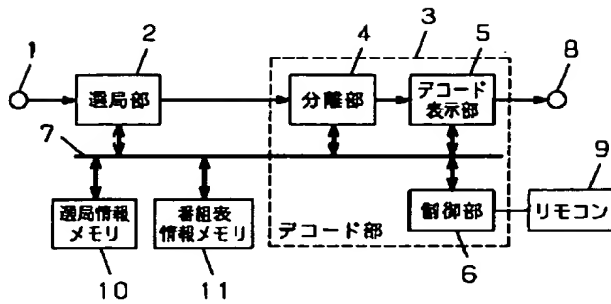 3
2
4
5
1
8
選局部
分離部
デコード
表示部
7
9
選局情報
メモリ
番組表
情報メモリ
デコード部
制御部
リモコン
10
11
6